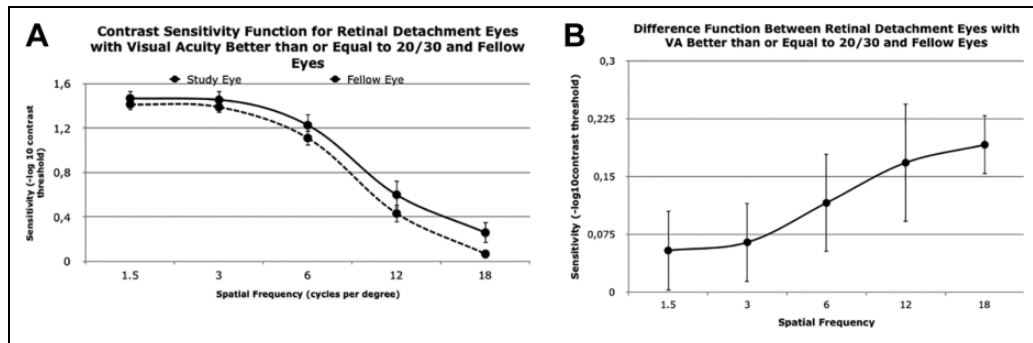 A
Contrast Sensitivity Function for Retinal Detachment Eyes
with Visual Acuity Better than or Equal to 20/30 and Fellow
Eyes
Study Eye
Fellow Eye
Sensitivity (-log 10 contrast
threshold)
1,6
1,2
0,8
0,4
0
1.5
3
6
12
18
Spatial Frequency (cycles per degree)
B
Difference Function Between Retinal Detachment Eyes with
VA Better than or Equal to 20/30 and Fellow Eyes
Sensitivity (-log10contrast threshold)
0,3
0,225
0,15
0,075
0
1.5
3
6
12
18
Spatial Frequency